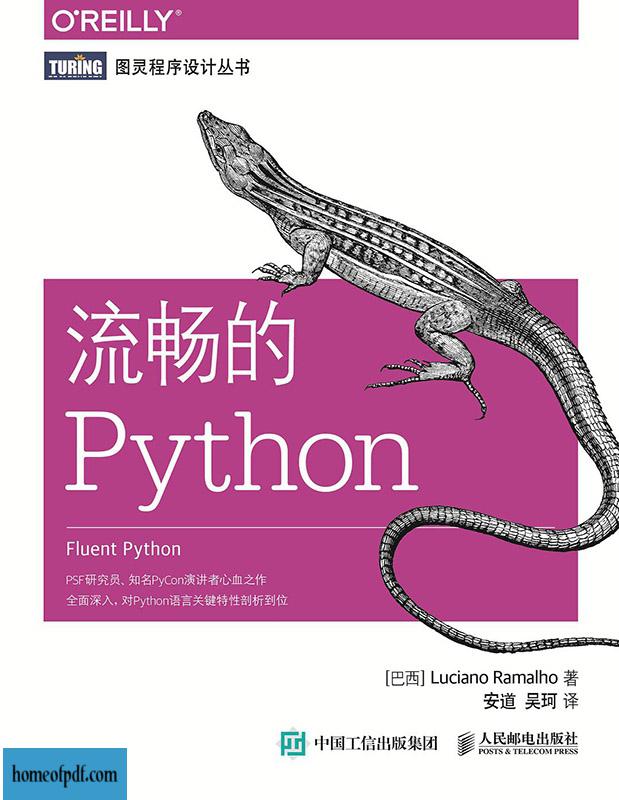 O'REILLY®
TURING 图灵程序设计丛书
流畅的
Python
Fluent Python
PSF研究员、知名PyCon演讲者心血之作
全面深入，对Python语言关键特性剖析到位
[巴西] Luciano Ramalho 著
安道 吴珂 译
中国工信出版集团 人民邮电出版社
POSTS & TELECOM PRESS
homeofpdf.com